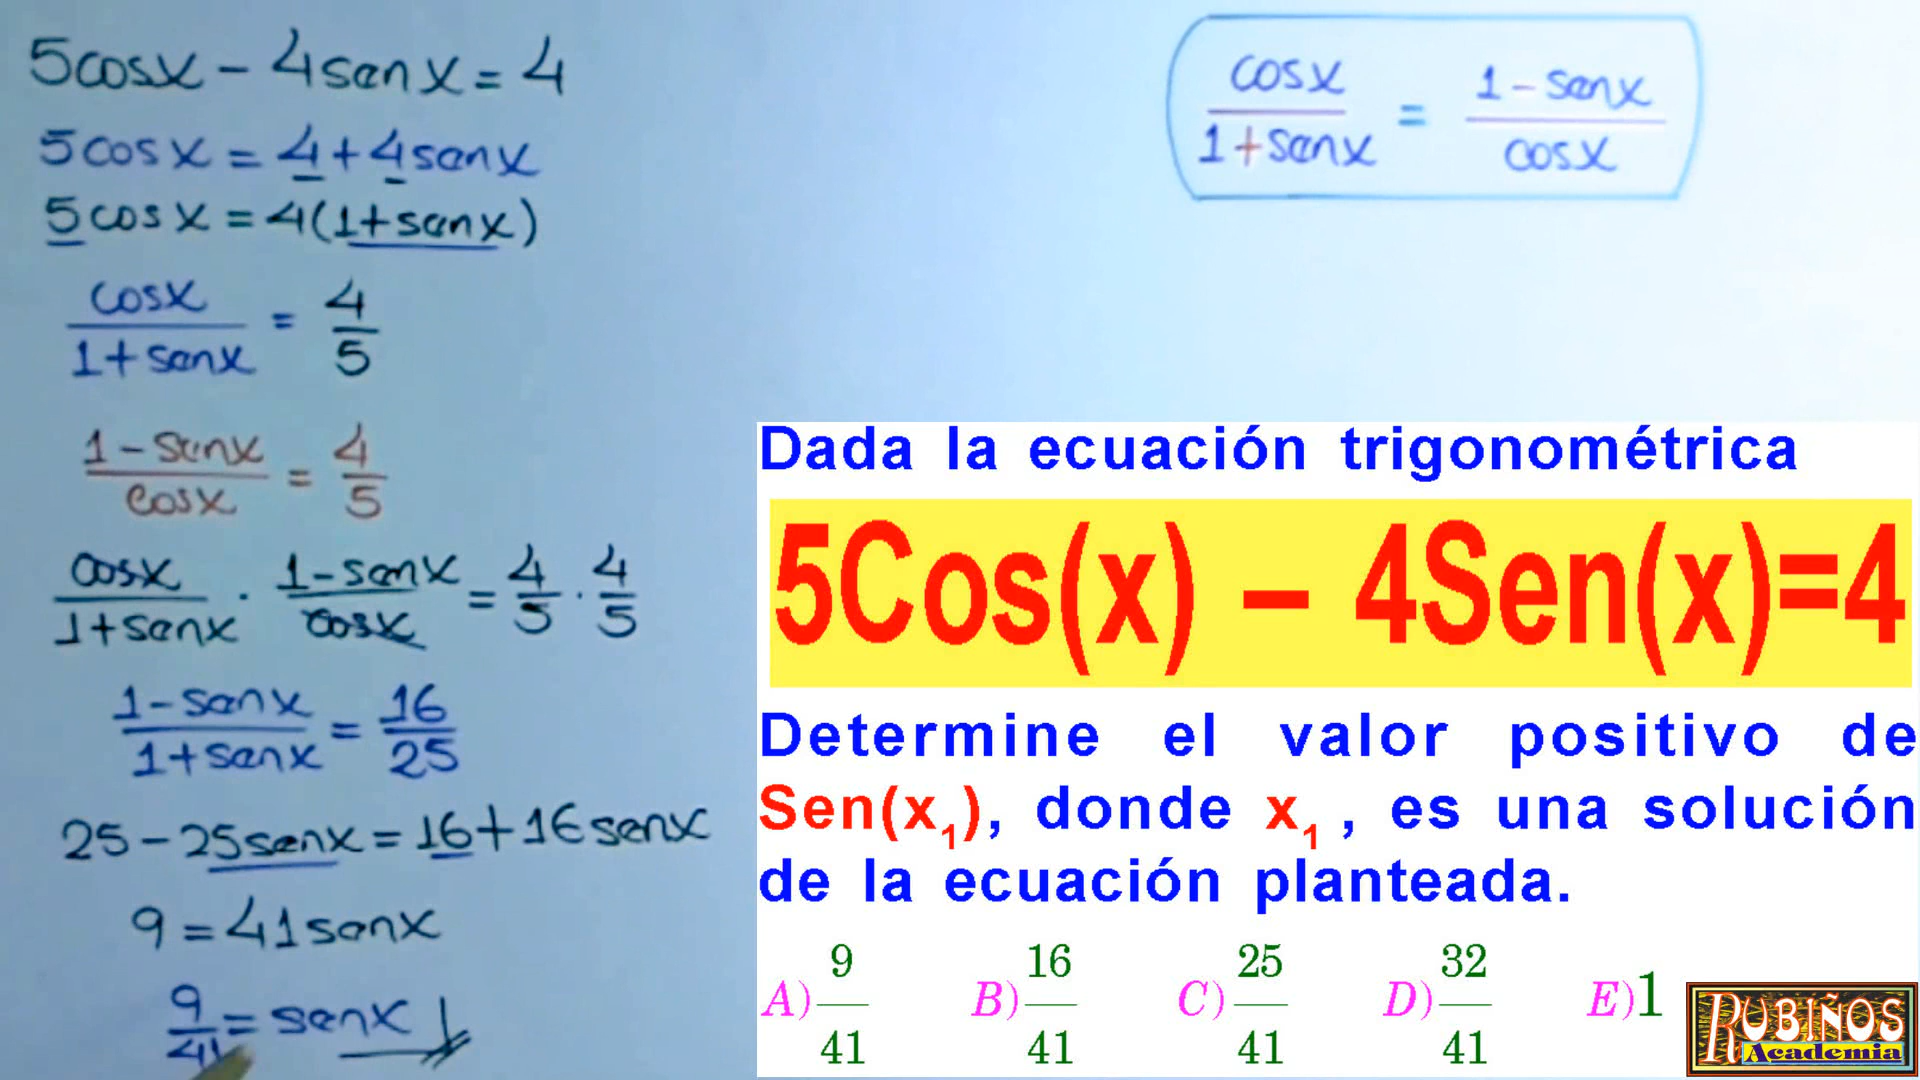 5cosx - 4senx = 4
5cosx = 4 + 4senx
5cosx = 4(1+senx)
cosx / 1+senx = 4/5
1-senx / cosx = 4/5
cosx / 1+senx · 1-senx / cosx = 4/5 · 4/5
1-senx / 1+senx = 16/25
25 - 25senx = 16 + 16senx
9 = 41senx
9/41 = senx
cosx / 1+senx = 1-senx / cosx
Dada la ecuación trigonométrica
5Cos(x) – 4Sen(x)=4
Determine el valor positivo de
Sen(x₁), donde x₁ , es una solución
de la ecuación planteada.
A) 9/41 B) 16/41 C) 25/41 D) 32/41 E) 1
RUBIÑOS
Academia